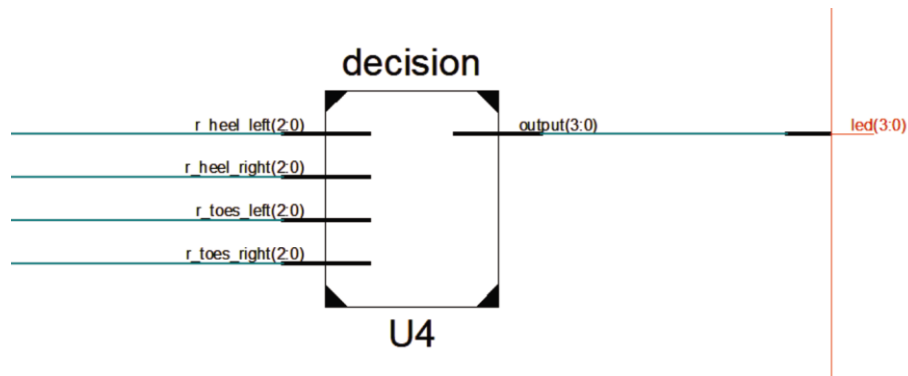 decision
r_heel_left(2:0)
output(3:0)
led(3:0)
r_heel_right(2:0)
r_toes_left(2:0)
r_toes_right(2:0)
U4